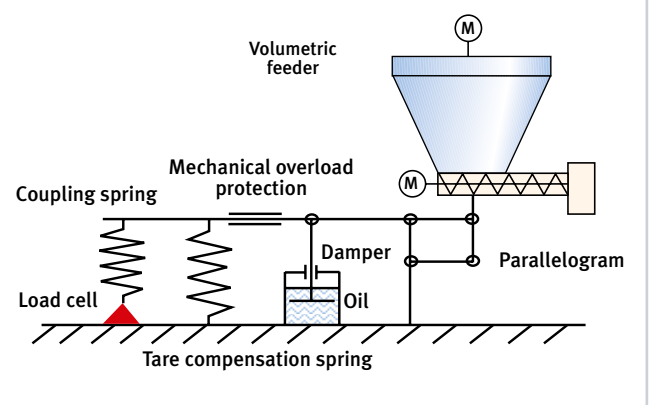 M
Volumetric
feeder
Mechanical overload
protection
M
Coupling spring
Damper
Parallelogram
Load cell
Oil
Tare compensation spring